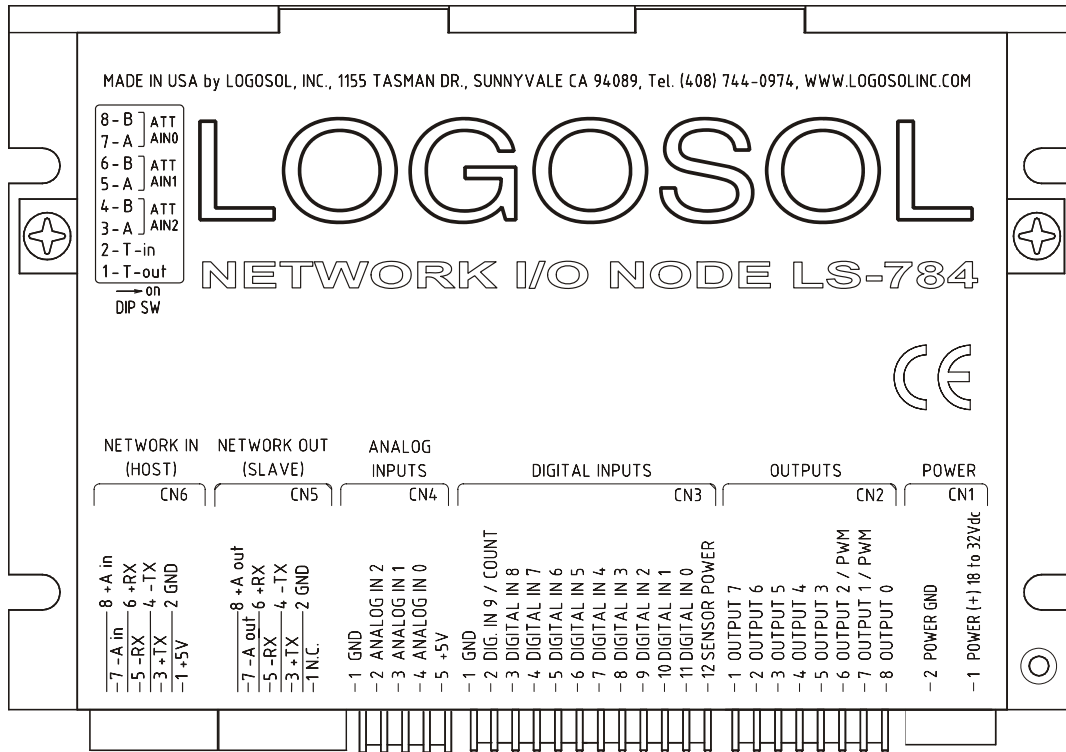 MADE IN USA by LOGOSOL, INC., 1155 TASMAN DR., SUNNYVALE CA 94089, Tel. (408) 744-0974, WWW.LOGOSOLINC.COM
8-B
7-A
ATT
AIN0
6-B
5-A
ATT
AIN1
4-B
3-A
ATT
AIN2
2-T-in
1-T-out
→ on
DIP SW
LOGOSOL
NETWORK I/O NODE LS-784
CE
NETWORK IN
(HOST)
CN6
8 +A in
7 -A in
6 +RX
5 -RX
4 -TX
3 +TX
2 GND
1 +5V
NETWORK OUT
(SLAVE)
CN5
8 +A out
7 -A out
6 +RX
5 -RX
4 -TX
3 +TX
2 GND
1 N.C.
ANALOG
INPUTS
CN4
1 GND
2 ANALOG IN 2
3 ANALOG IN 1
4 ANALOG IN 0
5 +5V
DIGITAL INPUTS
CN3
1 GND
2 DIG. IN 9 / COUNT
3 DIGITAL IN 8
4 DIGITAL IN 7
5 DIGITAL IN 6
6 DIGITAL IN 5
7 DIGITAL IN 4
8 DIGITAL IN 3
9 DIGITAL IN 2
10 DIGITAL IN 1
11 DIGITAL IN 0
12 SENSOR POWER
OUTPUTS
CN2
1 OUTPUT 7
2 OUTPUT 6
3 OUTPUT 5
4 OUTPUT 4
5 OUTPUT 3
6 OUTPUT 2 / PWM
7 OUTPUT 1 / PWM
8 OUTPUT 0
POWER
CN1
2 POWER GND
1 POWER (+) 18 to 32Vdc